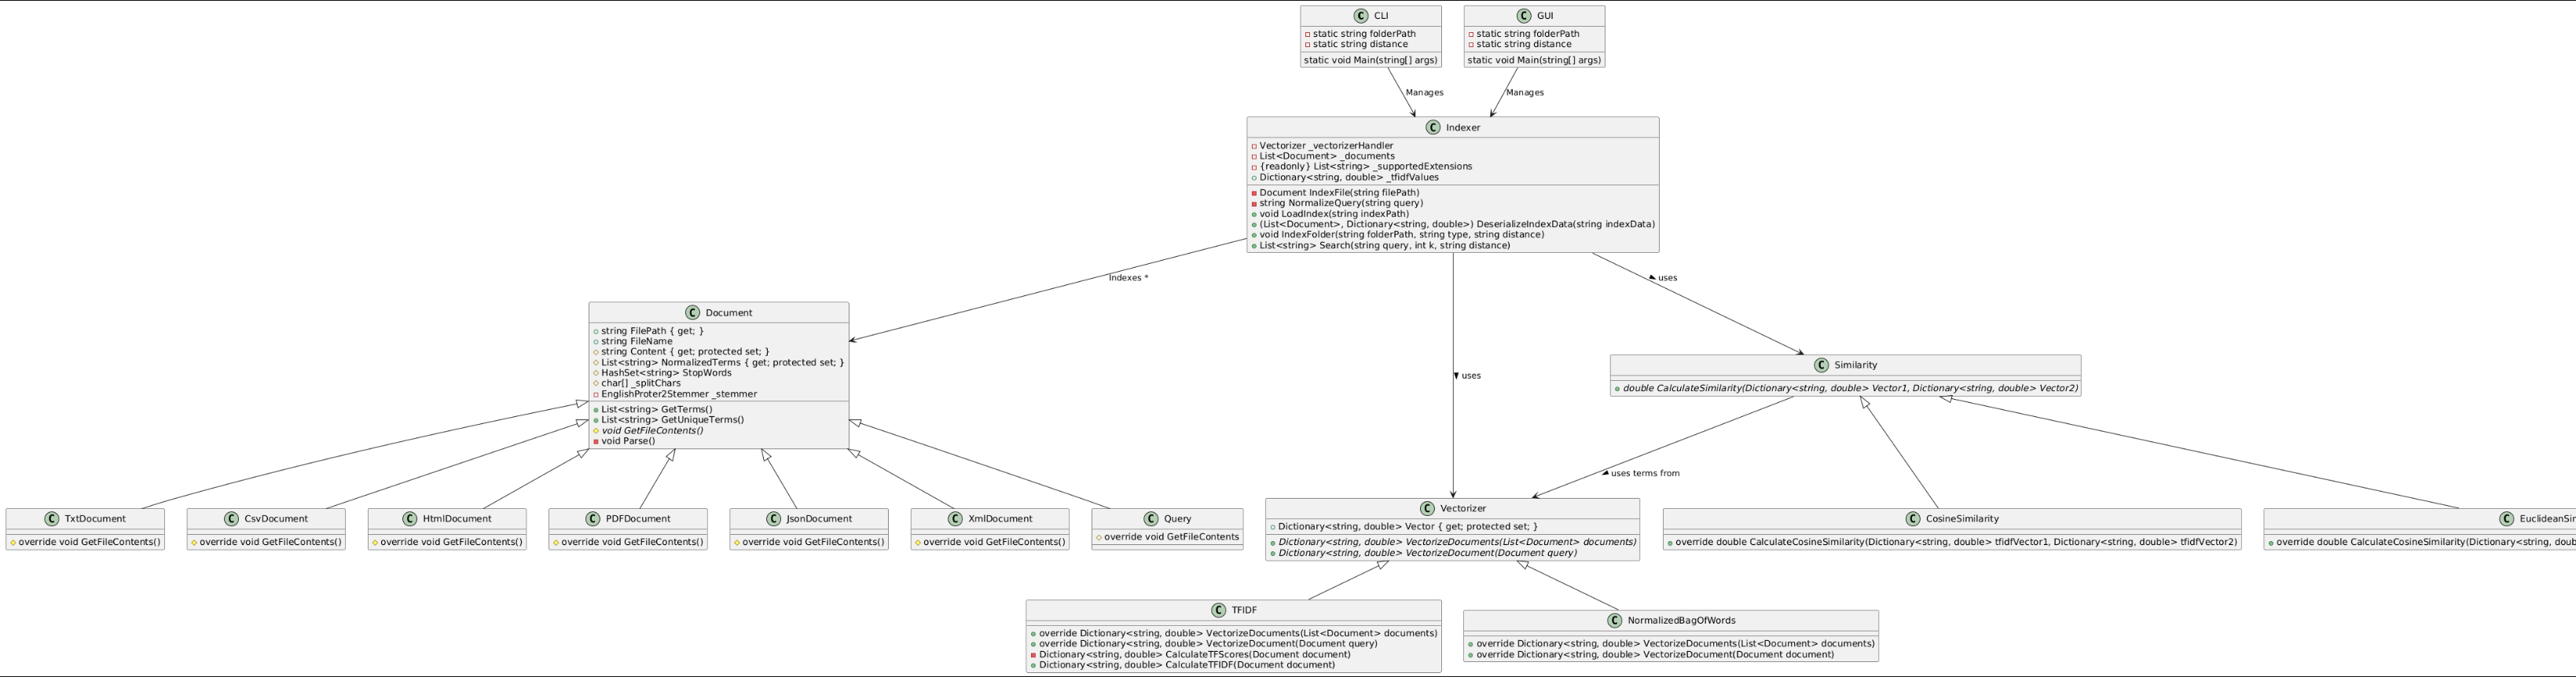 C CLI
static string folderPath
static string distance
static void Main(string[] args)
C GUI
static string folderPath
static string distance
static void Main(string[] args)
Manages
Manages
C Indexer
Vectorizer _vectorizerHandler
List<Document> _documents
{readonly} List<string> _supportedExtensions
Dictionary<string, double> _tfidfValues
Document IndexFile(string filePath)
string NormalizeQuery(string query)
void LoadIndex(string indexPath)
(List<Document>, Dictionary<string, double>) DeserializeIndexData(string indexData)
void IndexFolder(string folderPath, string type, string distance)
List<string> Search(string query, int k, string distance)
Indexes *
uses
C Document
string FilePath { get; }
string FileName
string Content { get; protected set; }
List<string> NormalizedTerms { get; protected set; }
HashSet<string> StopWords
char[] _splitChars
EnglishProter2Stemmer _stemmer
List<string> GetTerms()
List<string> GetUniqueTerms()
void GetFileContents()
void Parse()
uses
C Similarity
double CalculateSimilarity(Dictionary<string, double> Vector1, Dictionary<string, double> Vector2)
uses terms from
C TxtDocument
override void GetFileContents()
C CsvDocument
override void GetFileContents()
C HtmlDocument
override void GetFileContents()
C PDFDocument
override void GetFileContents()
C JsonDocument
override void GetFileContents()
C XmlDocument
override void GetFileContents()
C Query
override void GetFileContents
C Vectorizer
Dictionary<string, double> Vector { get; protected set; }
Dictionary<string, double> VectorizeDocuments(List<Document> documents)
Dictionary<string, double> VectorizeDocument(Document query)
C CosineSimilarity
override double CalculateCosineSimilarity(Dictionary<string, double> tfidfVector1, Dictionary<string, double> tfidfVector2)
C EuclideanSi
override double CalculateCosineSimilarity(Dictionary<string, doub
C TFIDF
override Dictionary<string, double> VectorizeDocuments(List<Document> documents)
override Dictionary<string, double> VectorizeDocument(Document query)
Dictionary<string, double> CalculateTFScores(Document document)
Dictionary<string, double> CalculateTFIDF(Document document)
C NormalizedBagOfWords
override Dictionary<string, double> VectorizeDocuments(List<Document> documents)
override Dictionary<string, double> VectorizeDocument(Document document)